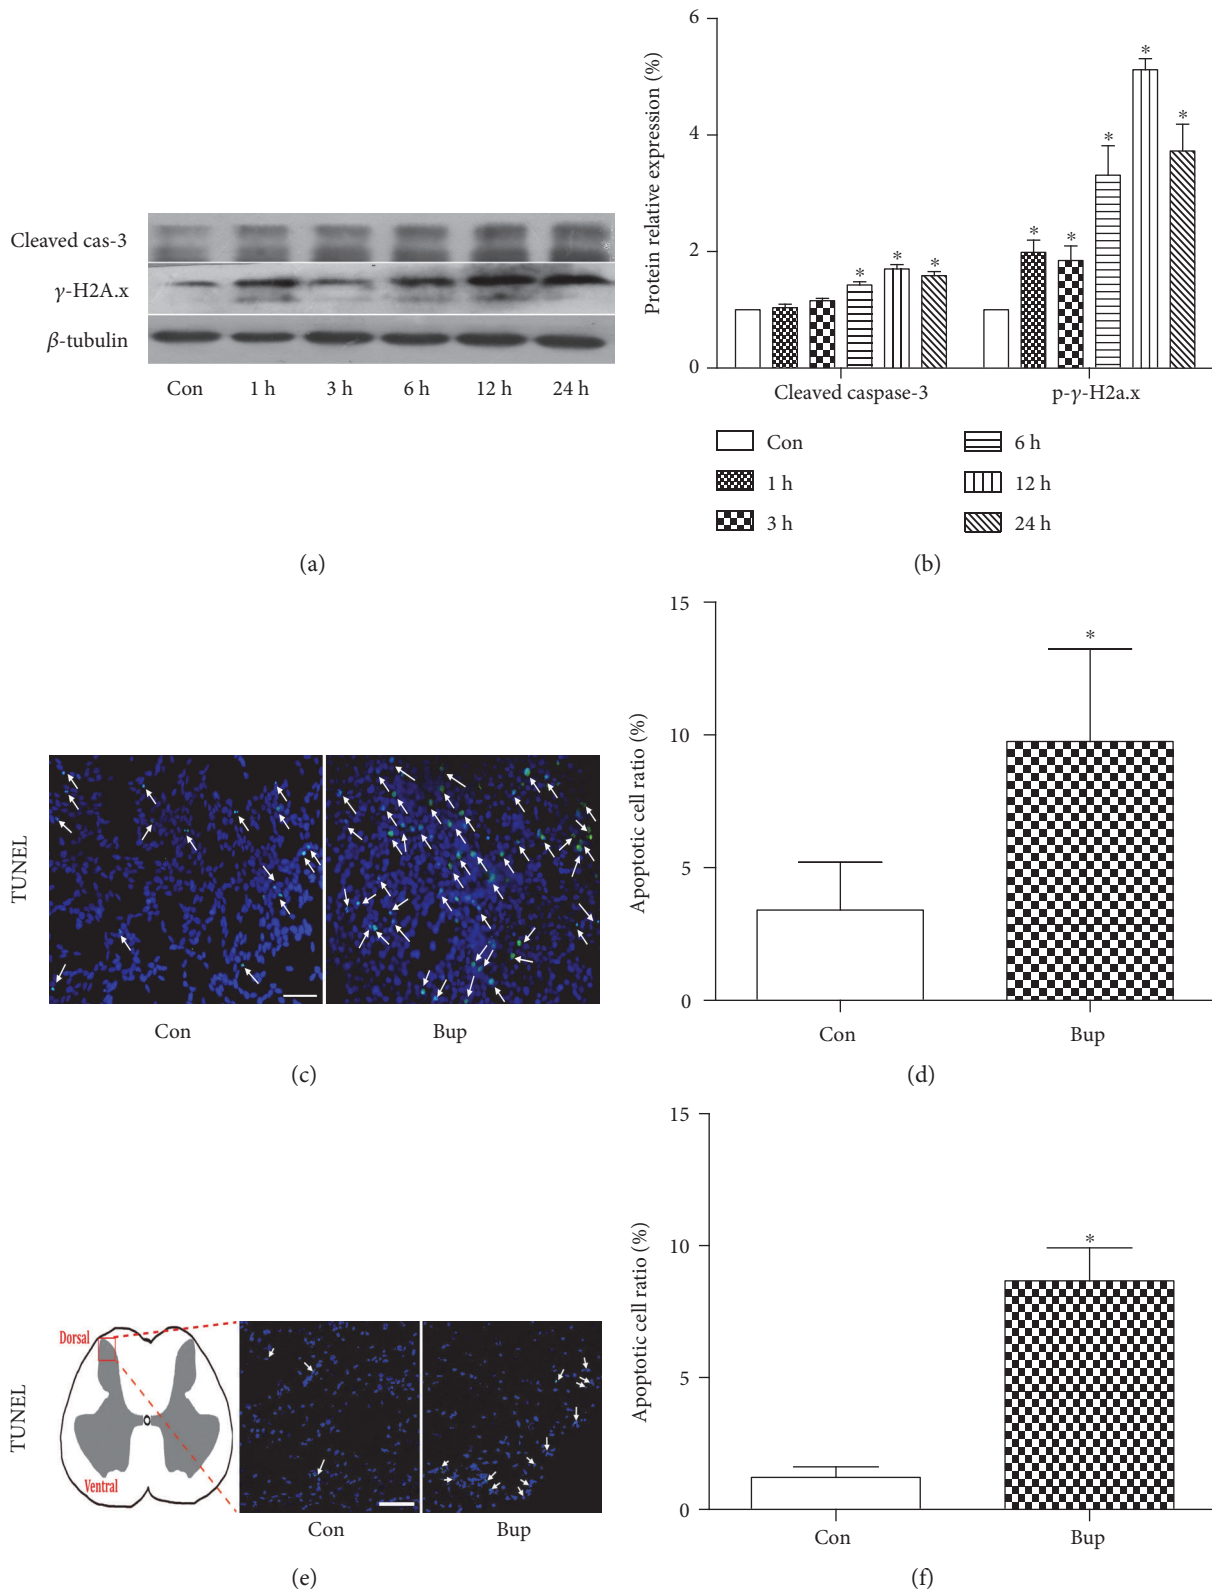 Cleaved cas-3
γ-H2A.x
β-tubulin
Con 1 h 3 h 6 h 12 h 24 h
(a)
Protein relative expression (%)
6
4
2
0
* * * * * * * *
Cleaved caspase-3 p-γ-H2a.x
Con 6 h
1 h 12 h
3 h 24 h
(b)
TUNEL
Con Bup
(c)
Apoptotic cell ratio (%)
15
10
5
0
*
Con Bup
(d)
TUNEL
Dorsal
Ventral
Con Bup
(e)
Apoptotic cell ratio (%)
15
10
5
0
*
Con Bup
(f)